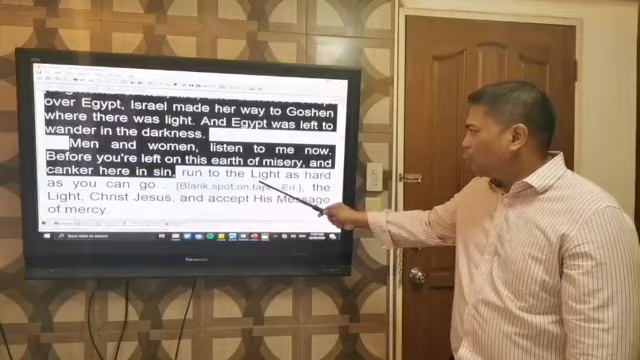 over Egypt, Israel made her way to Goshen
where there was light. And Egypt was left to
wander in the darkness.
Men and women, listen to me now.
Before you're left on this earth of misery, and
canker here in sin, run to the Light as hard
as you can go... [Blank.spot.on.tape Ed.], the
Light, Christ Jesus, and accept His Message
of mercy
Panasonic